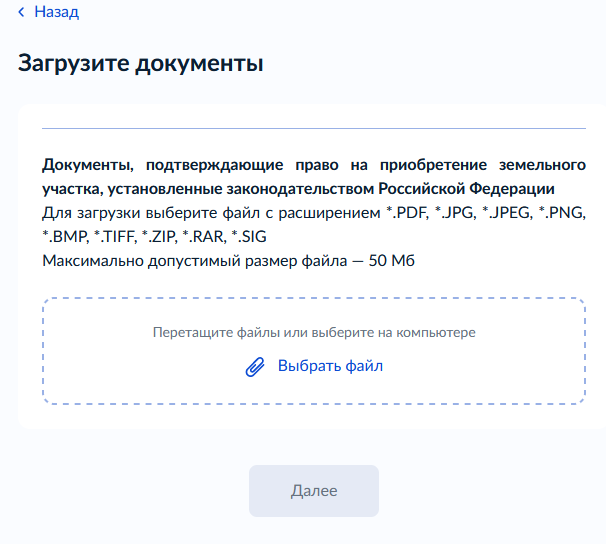 Назад
Загрузите документы
Документы, подтверждающие право на приобретение земельного
участка, установленные законодательством Российской Федерации
Для загрузки выберите файл с расширением *.PDF, *.JPG, *.JPEG, *.PNG,
*.BMP, *.TIFF, *.ZIP, *.RAR, *.SIG
Максимально допустимый размер файла — 50 Мб
Перетащите файлы или выберите на компьютере
Выбрать файл
Далее